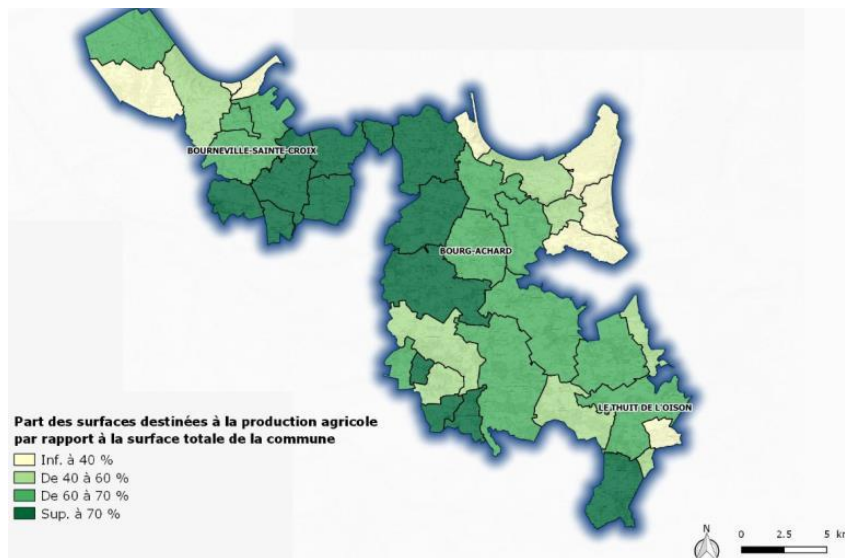 BOURNEVILLE-SAINTE-CROIX
BOURG-ACHARD
LE THUIT DE L'OISON
Part des surfaces destinées à la production agricole
par rapport à la surface totale de la commune
Inf. à 40 %
De 40 à 60 %
De 60 à 70 %
Sup. à 70 %
N
0 2.5 5 km